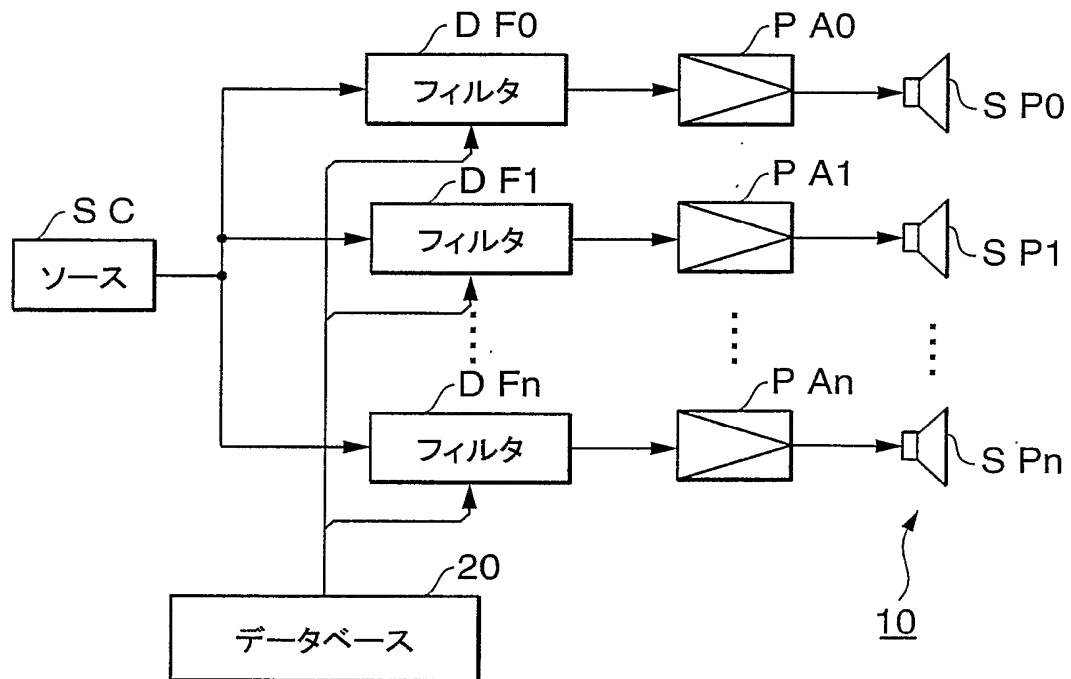 D F0
P A0
フィルタ
S P0
D F1
P A1
S C
フィルタ
S P1
ソース
D Fn
P An
フィルタ
S Pn
20
10
データベース